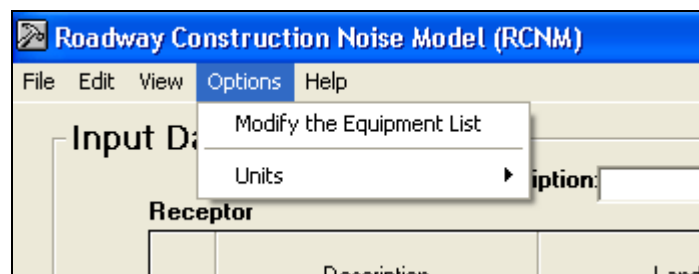 Roadway Construction Noise Model (RCNM)
File Edit View Options Help
Modify the Equipment List
Input Da
Units
iption:
Receptor
Description